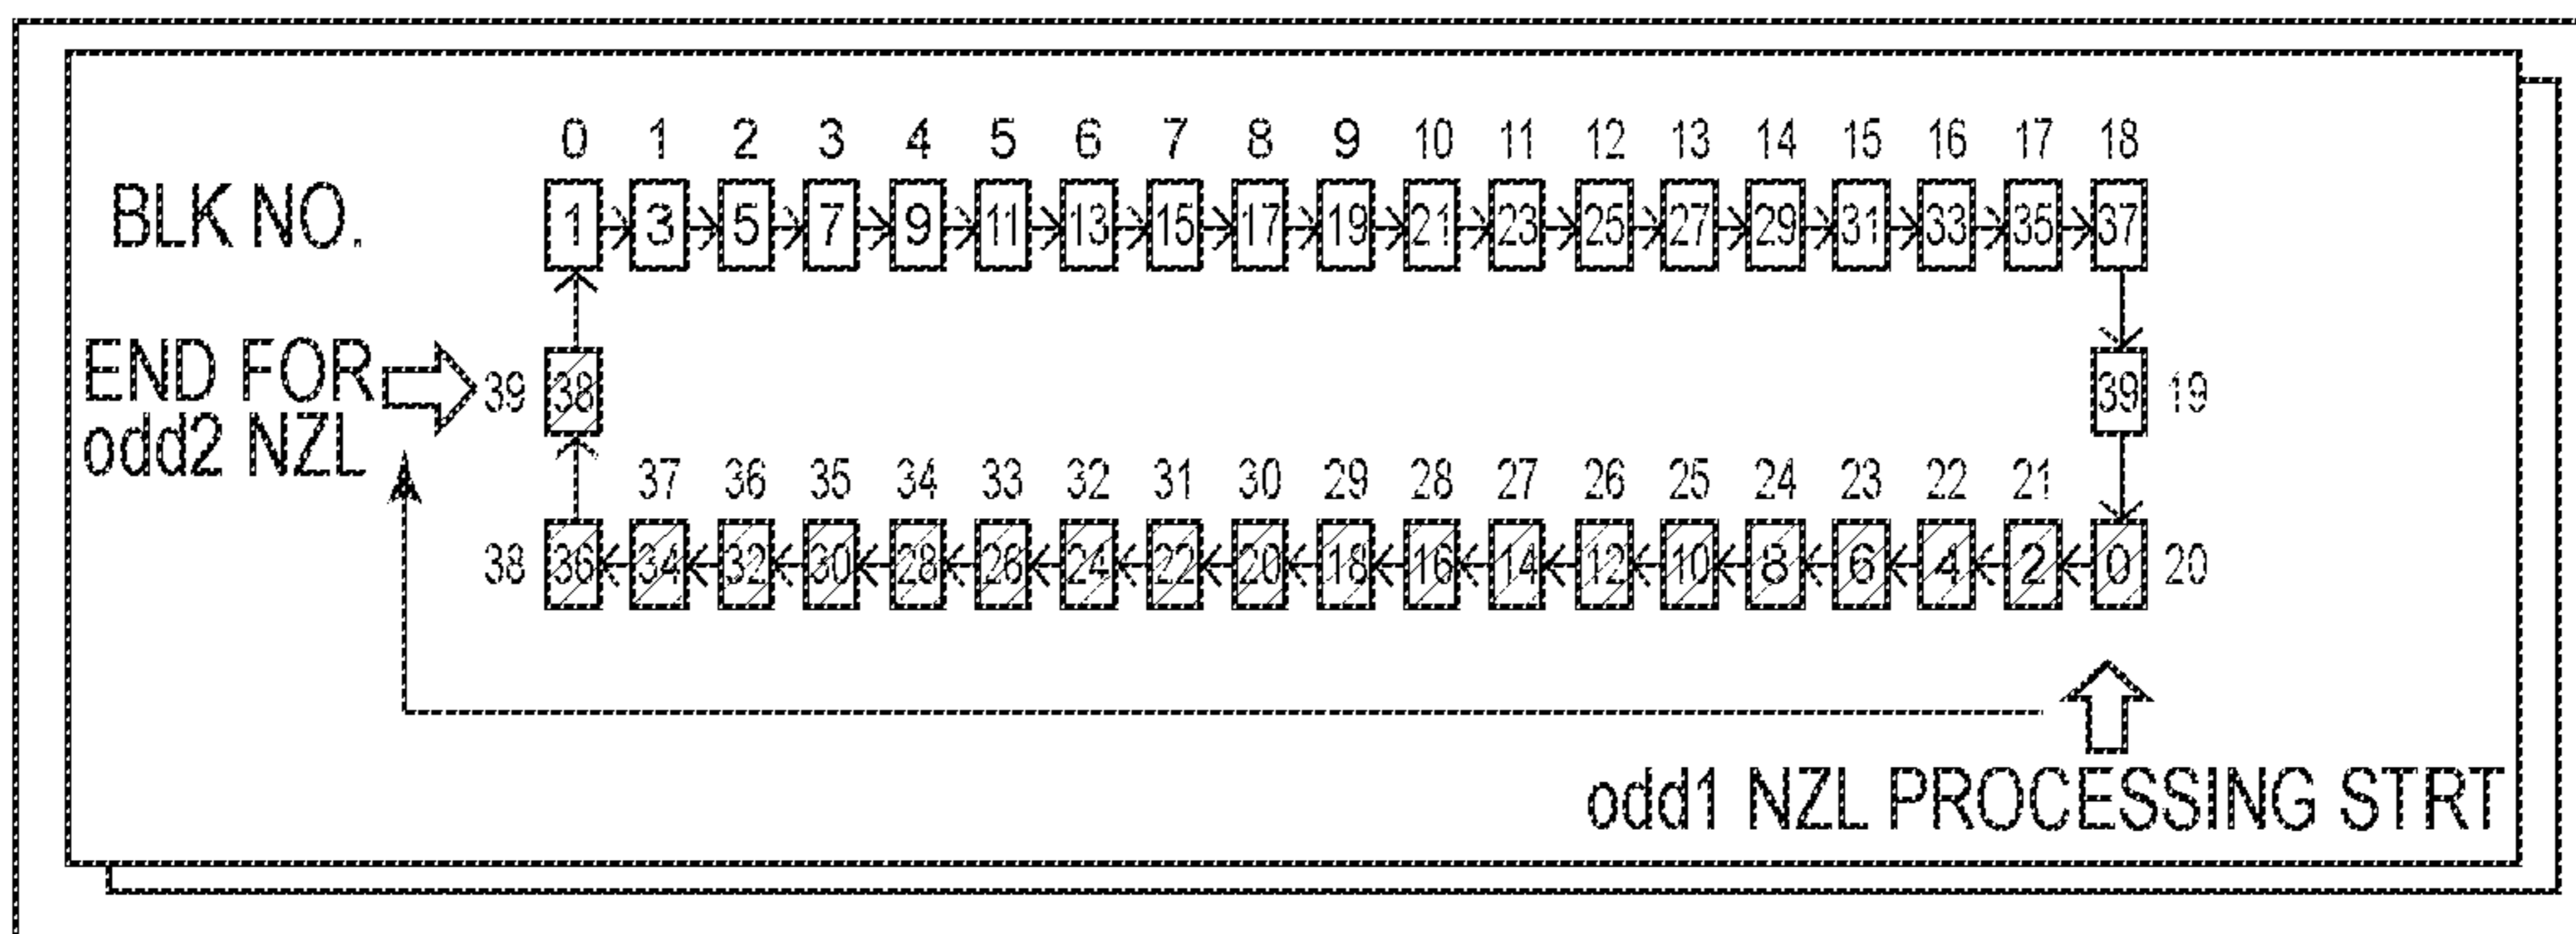 0 1 2 3 4 5 6 7 8 9 10 11 12 13 14 15 16 17 18
BLK NO. 1 3 5 7 9 11 13 15 17 19 21 23 25 27 29 31 33 35 37
END FOR 39 38 39 19
odd2 NZL
37 36 35 34 33 32 31 30 29 28 27 26 25 24 23 22 21
38 36 34 32 30 28 26 24 22 20 18 16 14 12 10 8 6 4 2 0 20
odd1 NZL PROCESSING STRT